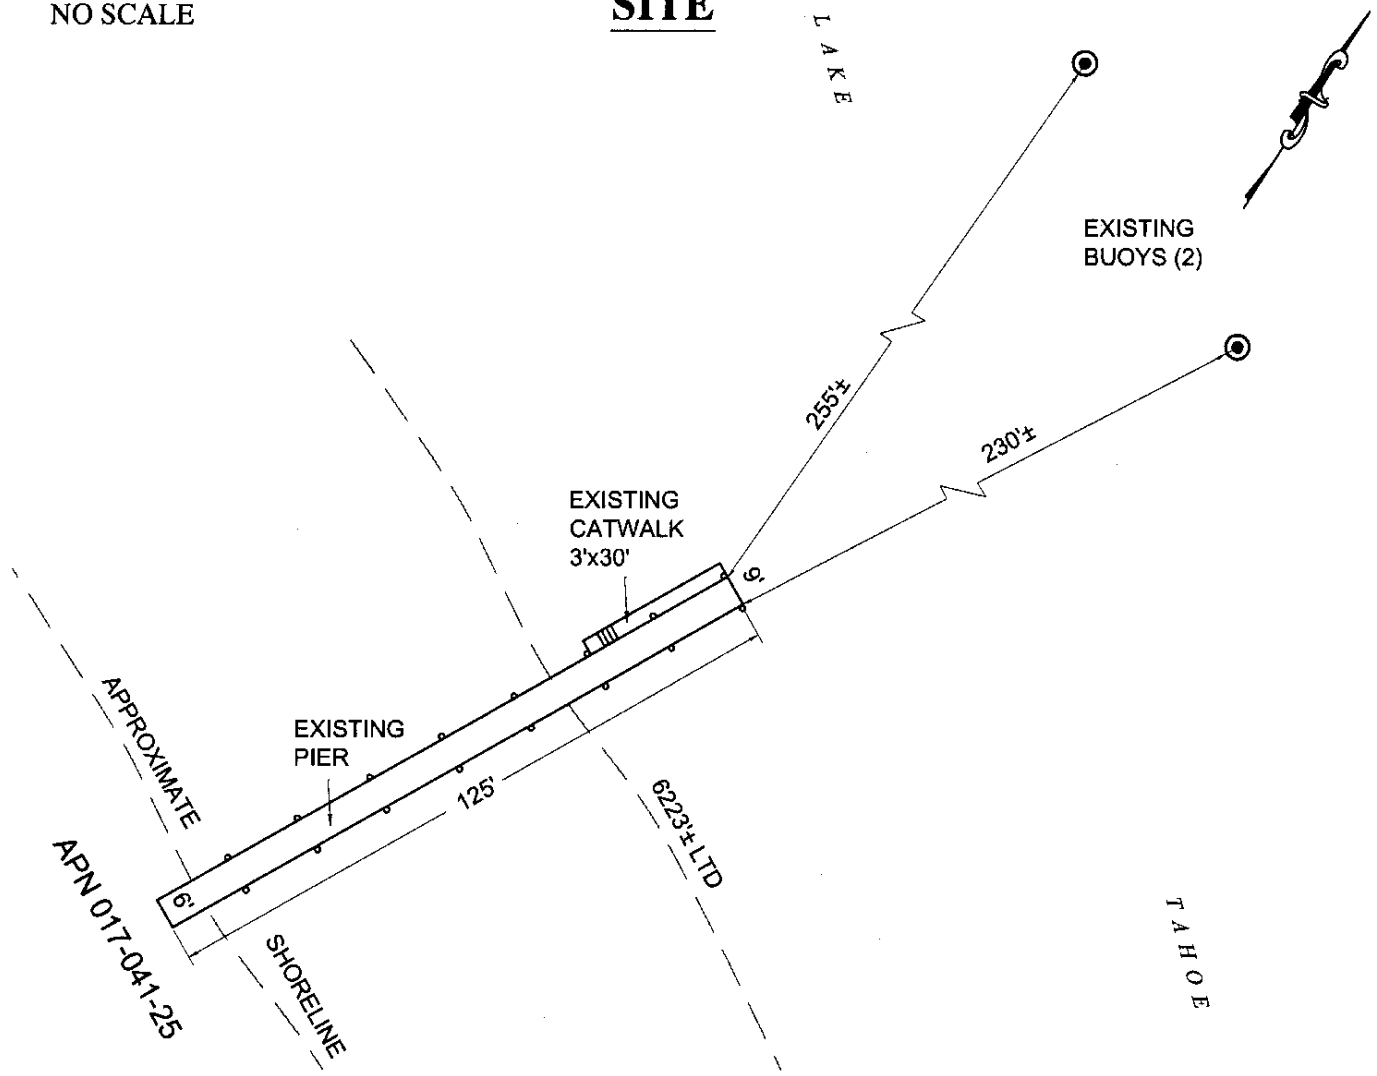 NO SCALE
SITE
LAKE
EXISTING
BUOYS (2)
255'±
230'±
EXISTING
CATWALK
3'x30'
9'
APPROXIMATE
EXISTING
PIER
125'
6223'± LTD
6'
APN 017-041-25
SHORELINE
TAHOE